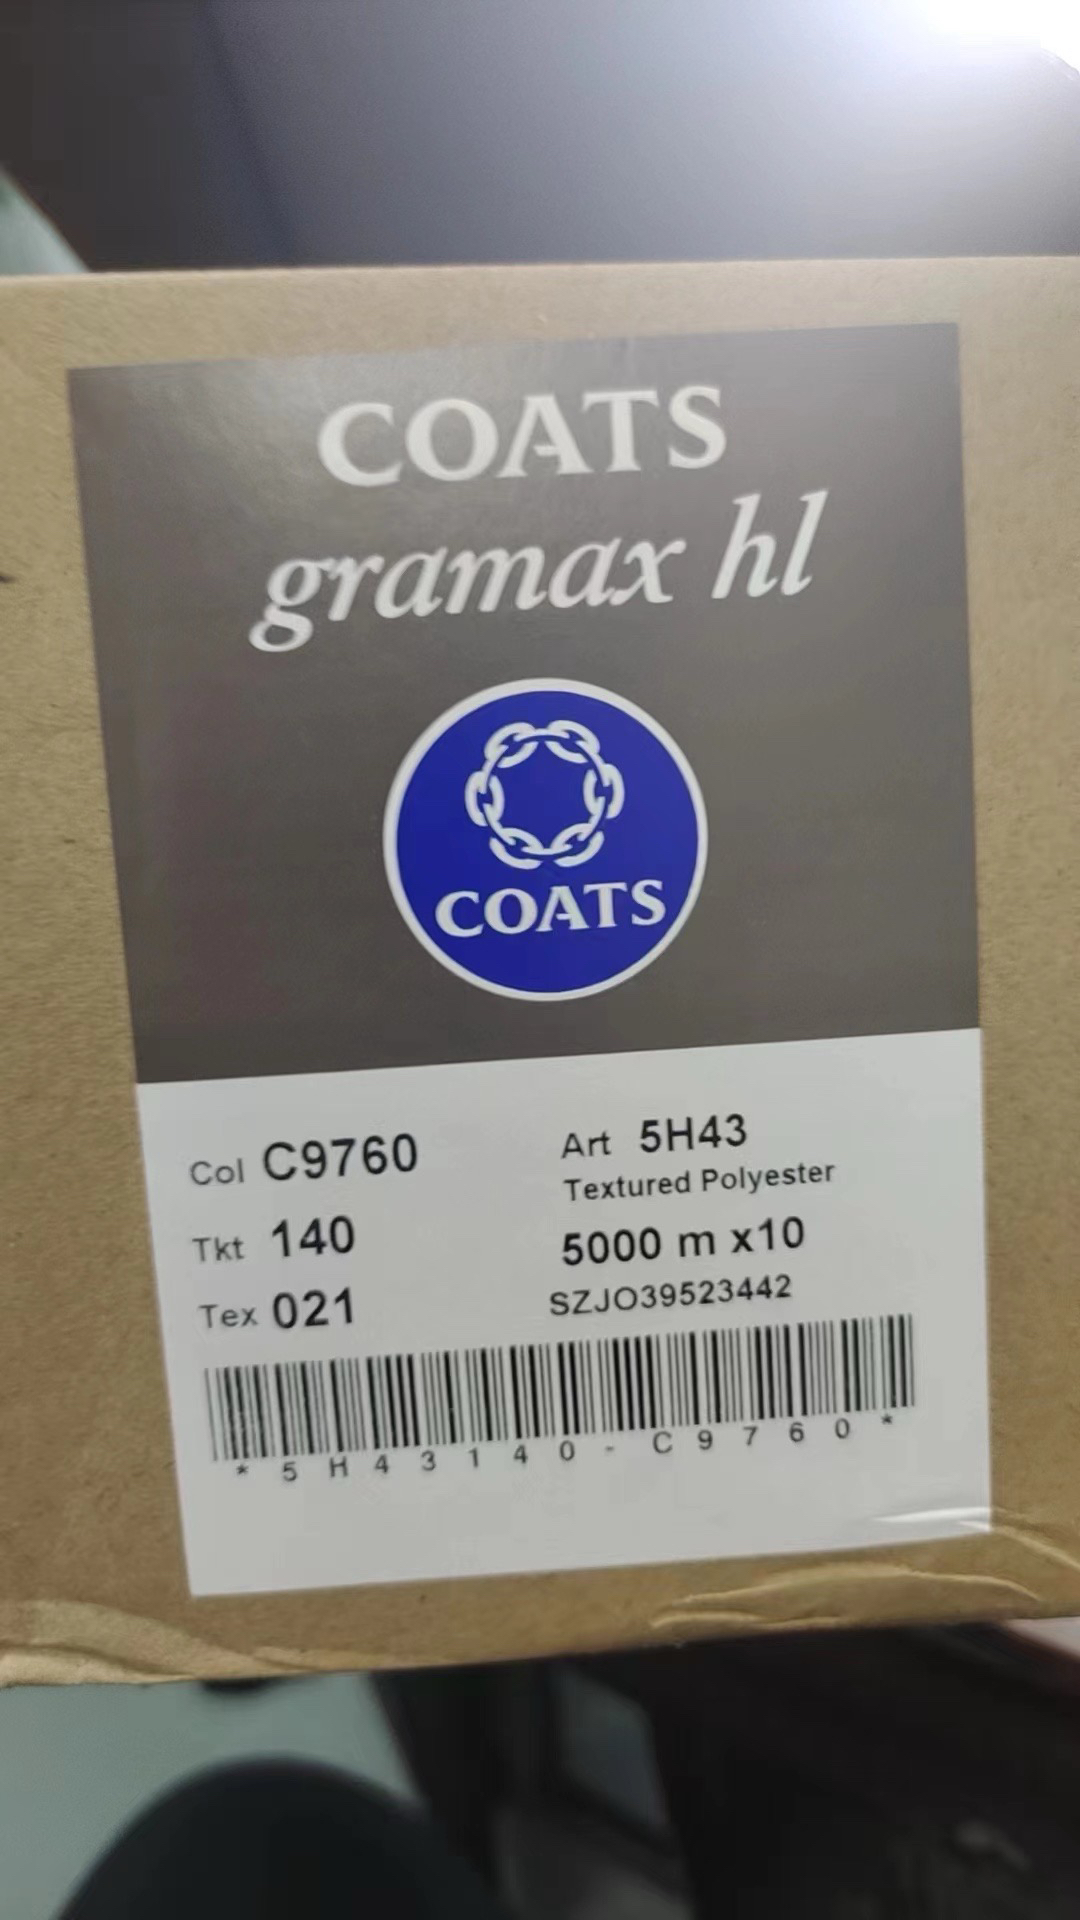 COATS
gramax hl
COATS
Col C9760
Art 5H43
Textured Polyester
Tkt 140
5000 m x10
Tex 021
SZJO39523442
*5H43140-C9760*